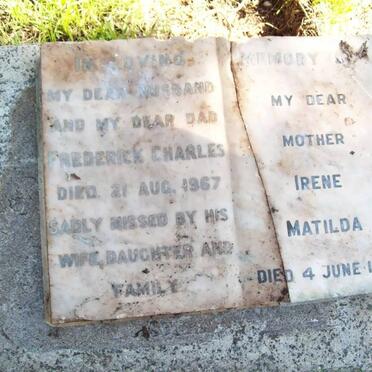 IN LOVING
MY DEAR HUSBAND
AND MY DEAR DAD
FREDERICK CHARLES
DIED 21 AUG. 1967
SADLY MISSED BY HIS
WIFE, DAUGHTER AND
FAMILY
MEMORY
MY DEAR
MOTHER
IRENE
MATILDA
DIED 4 JUNE